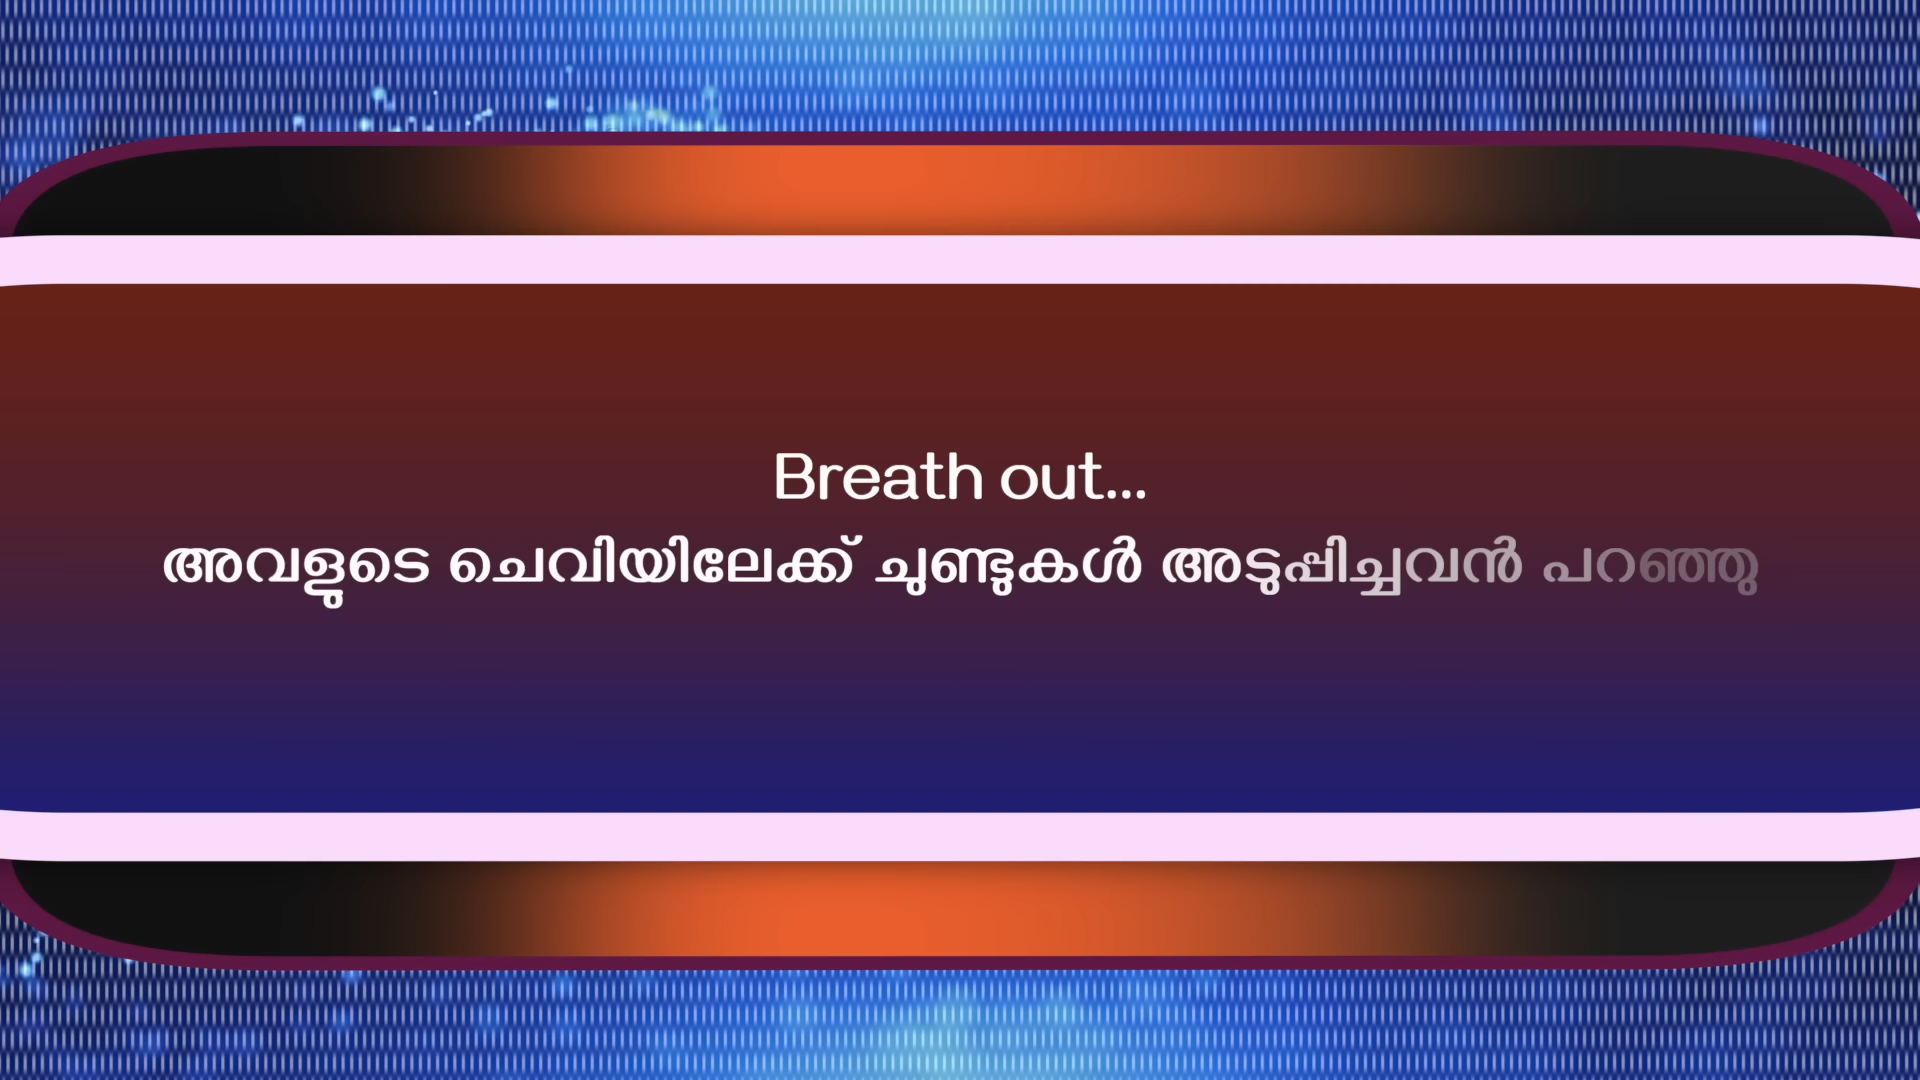 Breath out...
അവളുടെ ചെവിയിലേക്ക് ചുണ്ടുകൾ അടുപ്പിച്ചവൻ പറഞ്ഞു